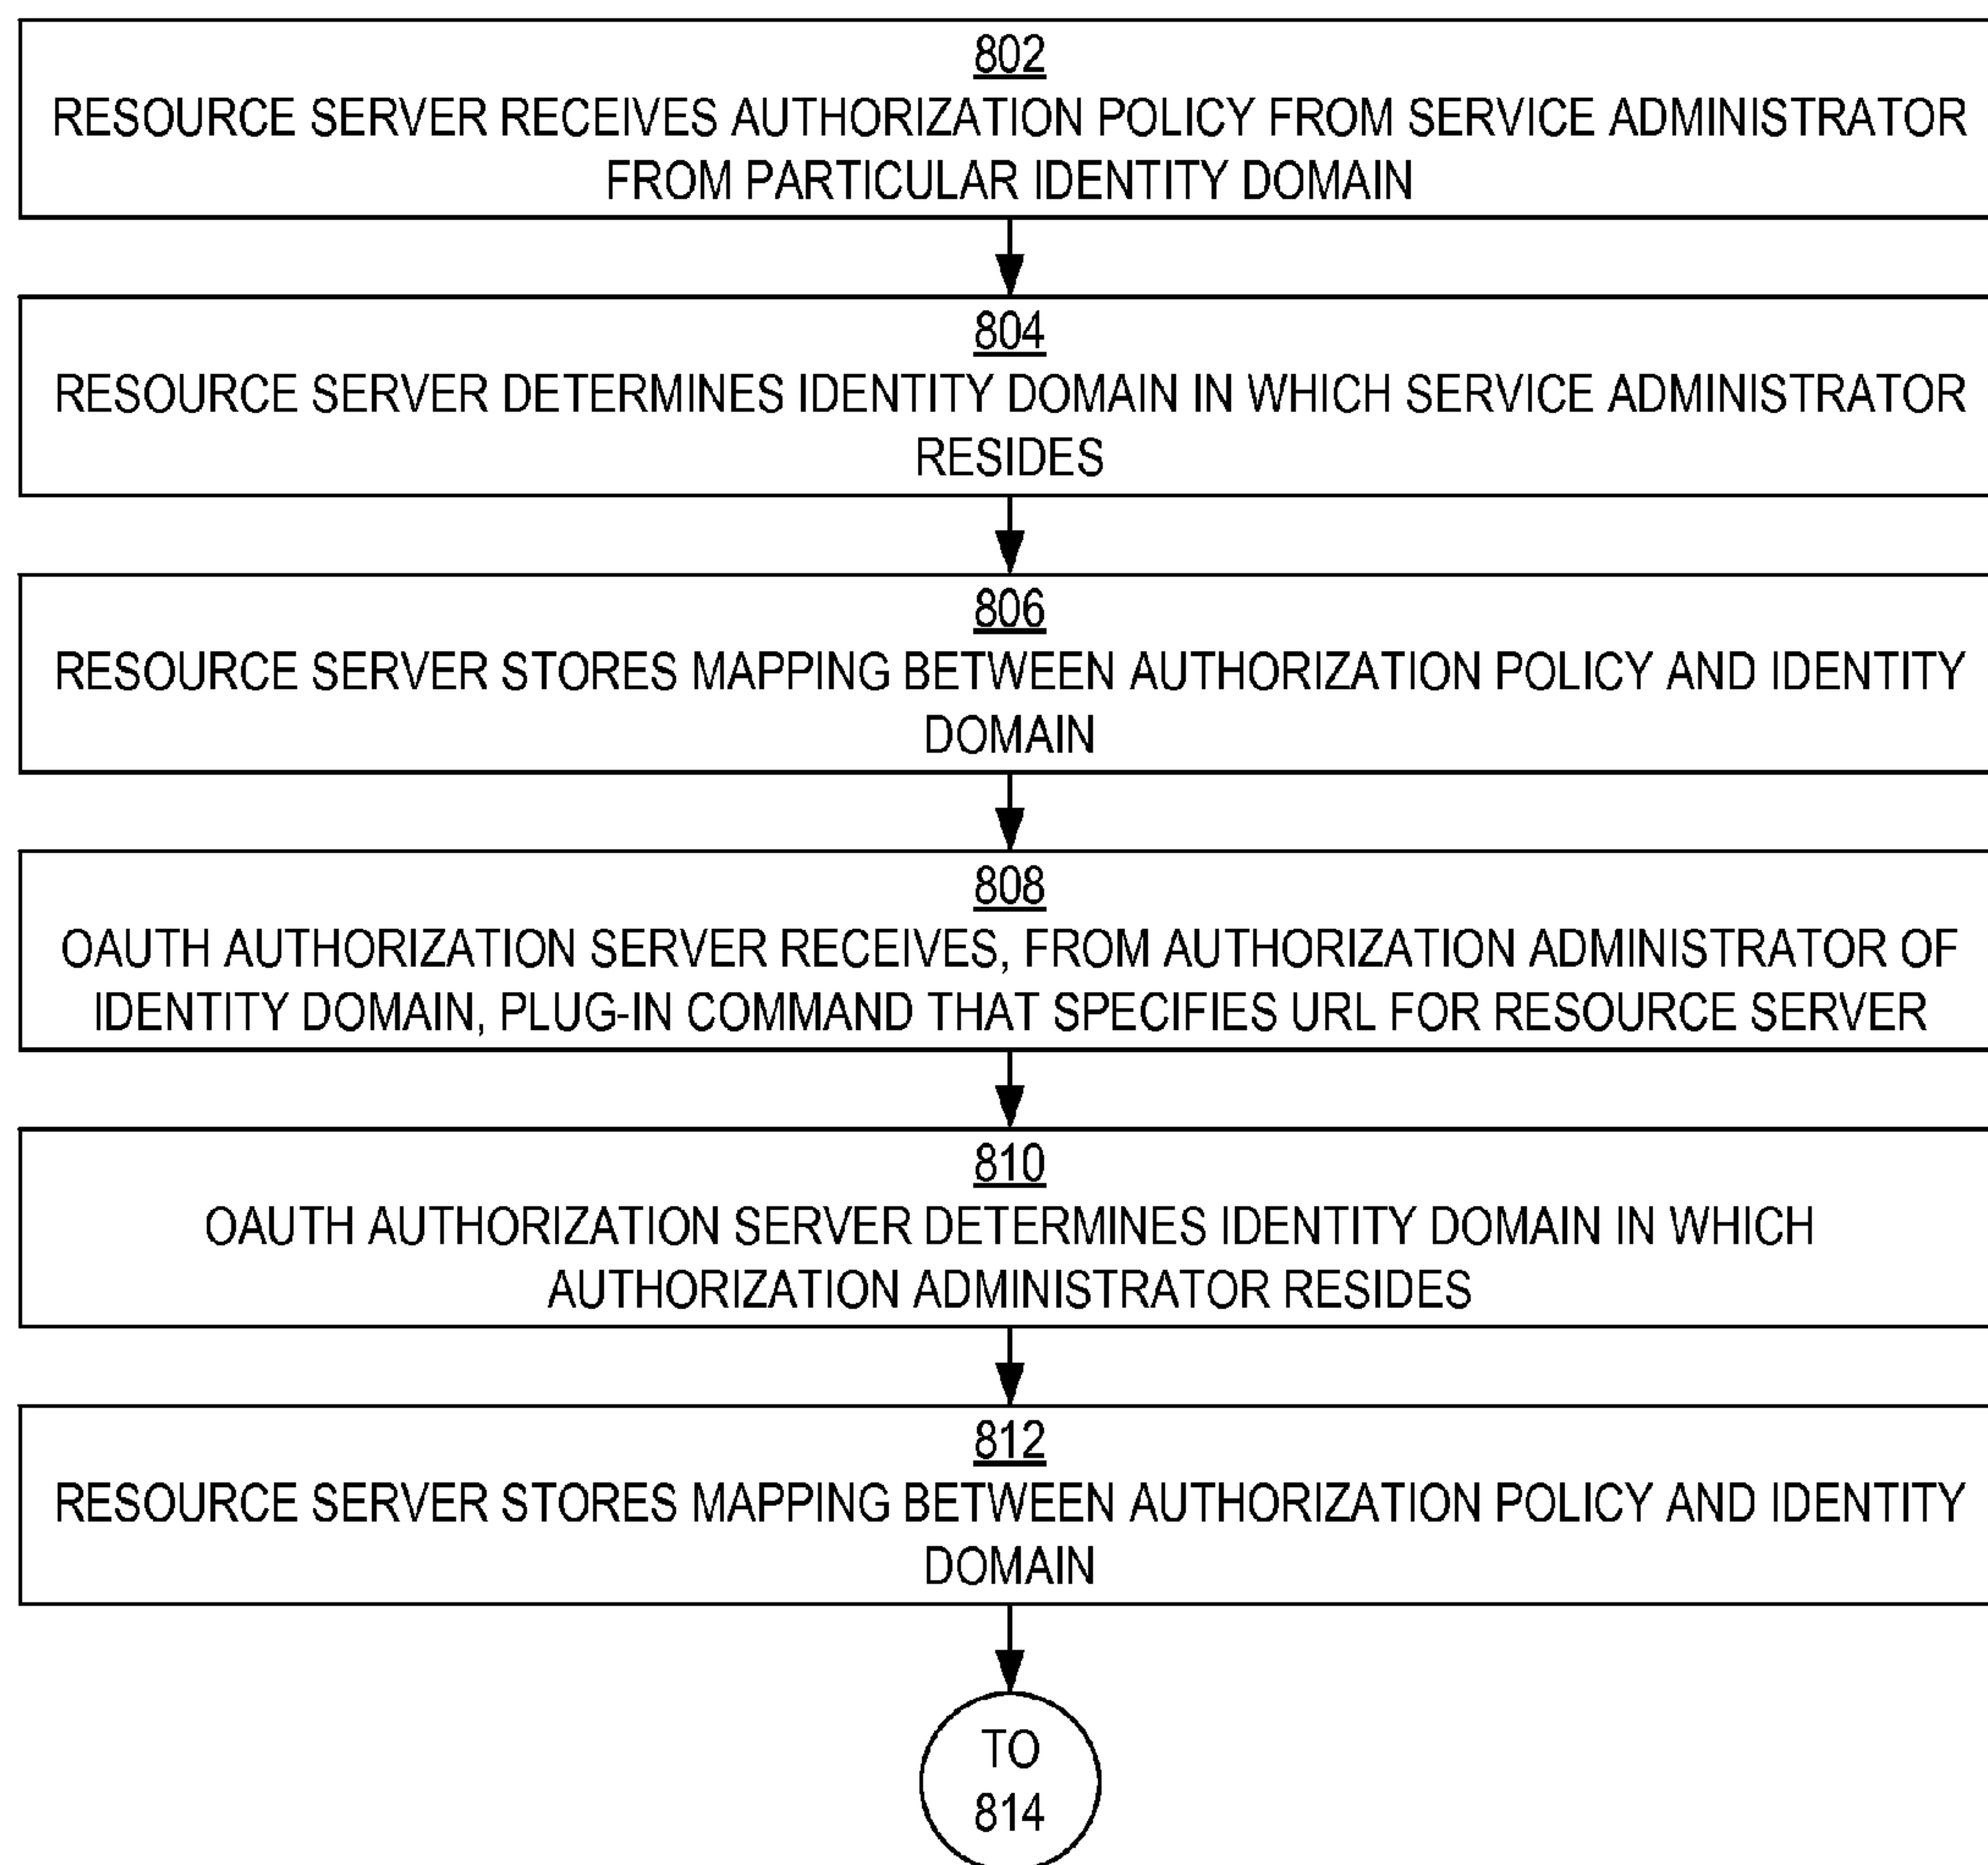 802
RESOURCE SERVER RECEIVES AUTHORIZATION POLICY FROM SERVICE ADMINISTRATOR
FROM PARTICULAR IDENTITY DOMAIN
804
RESOURCE SERVER DETERMINES IDENTITY DOMAIN IN WHICH SERVICE ADMINISTRATOR
RESIDES
806
RESOURCE SERVER STORES MAPPING BETWEEN AUTHORIZATION POLICY AND IDENTITY
DOMAIN
808
OAUTH AUTHORIZATION SERVER RECEIVES, FROM AUTHORIZATION ADMINISTRATOR OF
IDENTITY DOMAIN, PLUG-IN COMMAND THAT SPECIFIES URL FOR RESOURCE SERVER
810
OAUTH AUTHORIZATION SERVER DETERMINES IDENTITY DOMAIN IN WHICH
AUTHORIZATION ADMINISTRATOR RESIDES
812
RESOURCE SERVER STORES MAPPING BETWEEN AUTHORIZATION POLICY AND IDENTITY
DOMAIN
TO
814